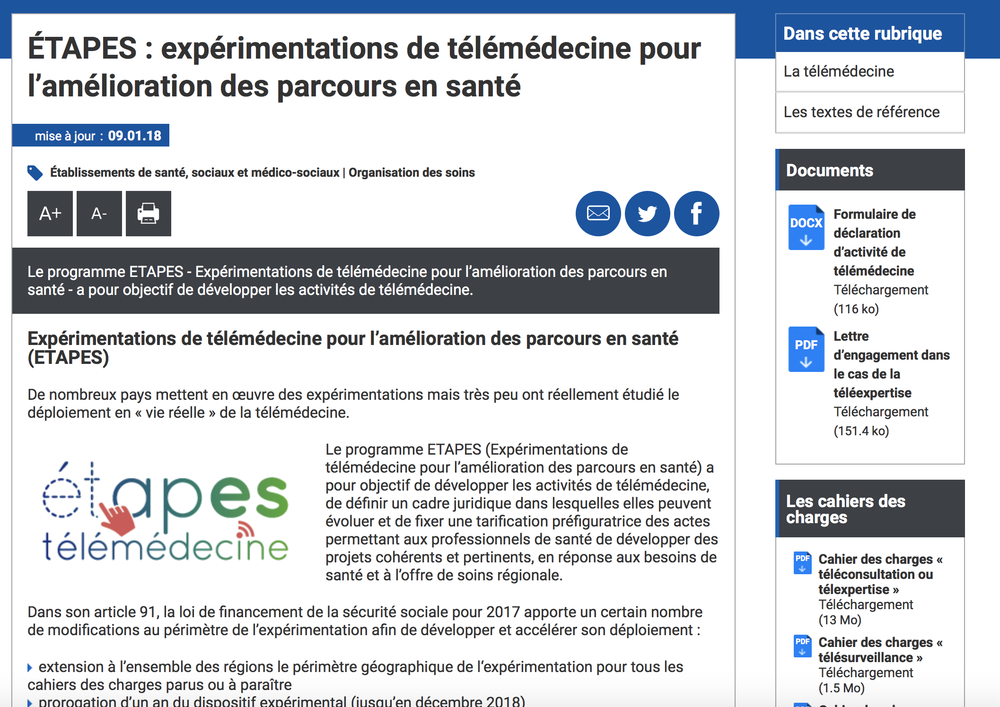 ÉTAPES : expérimentations de télémédecine pour
l’amélioration des parcours en santé
mise à jour : 09.01.18
Établissements de santé, sociaux et médico-sociaux | Organisation des soins
A+ A-
Le programme ETAPES - Expérimentations de télémédecine pour l’amélioration des parcours en
santé - a pour objectif de développer les activités de télémédecine.
Expérimentations de télémédecine pour l’amélioration des parcours en santé
(ETAPES)
De nombreux pays mettent en œuvre des expérimentations mais très peu ont réellement étudié le
déploiement en « vie réelle » de la télémédecine.
étapes
télémédecine
Le programme ETAPES (Expérimentations de
télémédecine pour l’amélioration des parcours en santé) a
pour objectif de développer les activités de télémédecine,
de définir un cadre juridique dans lesquelles elles peuvent
évoluer et de fixer une tarification préfiguratrice des actes
permettant aux professionnels de santé de développer des
projets cohérents et pertinents, en réponse aux besoins de
santé et à l’offre de soins régionale.
Dans son article 91, la loi de financement de la sécurité sociale pour 2017 apporte un certain nombre
de modifications au périmètre de l’expérimentation afin de développer et accélérer son déploiement :
extension à l’ensemble des régions le périmètre géographique de l‘expérimentation pour tous les
cahiers des charges parus ou à paraître
prorogation d’un an du dispositif expérimental (jusqu’en décembre 2018)
Dans cette rubrique
La télémédecine
Les textes de référence
Documents
DOCX
Formulaire de
déclaration
d’activité de
télémédecine
Téléchargement
(116 ko)
PDF
Lettre
d’engagement dans
le cas de la
téléexpertise
Téléchargement
(151.4 ko)
Les cahiers des
charges
PDF
Cahier des charges «
téléconsultation ou
télexpertise »
Téléchargement
(13 Mo)
PDF
Cahier des charges «
télésurveillance »
Téléchargement
(1.5 Mo)